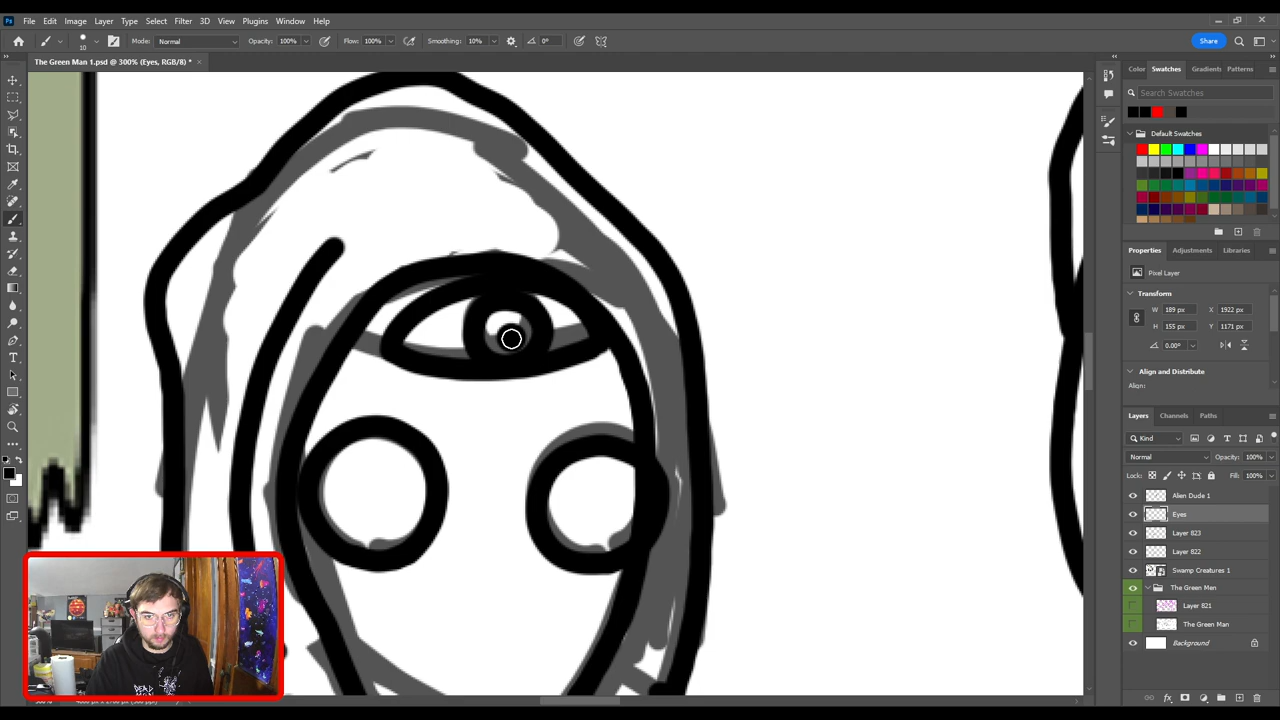 Ps File Edit Image Layer Type Select Filter 3D View Plugins Window Help
10 Mode: Normal Opacity: 100% Flow: 100% Smoothing: 10% 0° Share
The Green Man 1.psd @ 300% (Eyes, RGB/8) *
Color Swatches Gradients Patterns
Search Swatches
Default Swatches
Properties Adjustments Libraries
Pixel Layer
Transform
W 189 px X 1922 px
H 155 px Y 1171 px
0.00°
Align and Distribute
Align:
Layers Channels Paths
Kind
Normal Opacity: 100%
Lock: Fill: 100%
Alien Dude 1
Eyes
Layer 823
Layer 822
Swamp Creatures 1
The Green Men
Layer 821
The Green Man
Background
DEAD